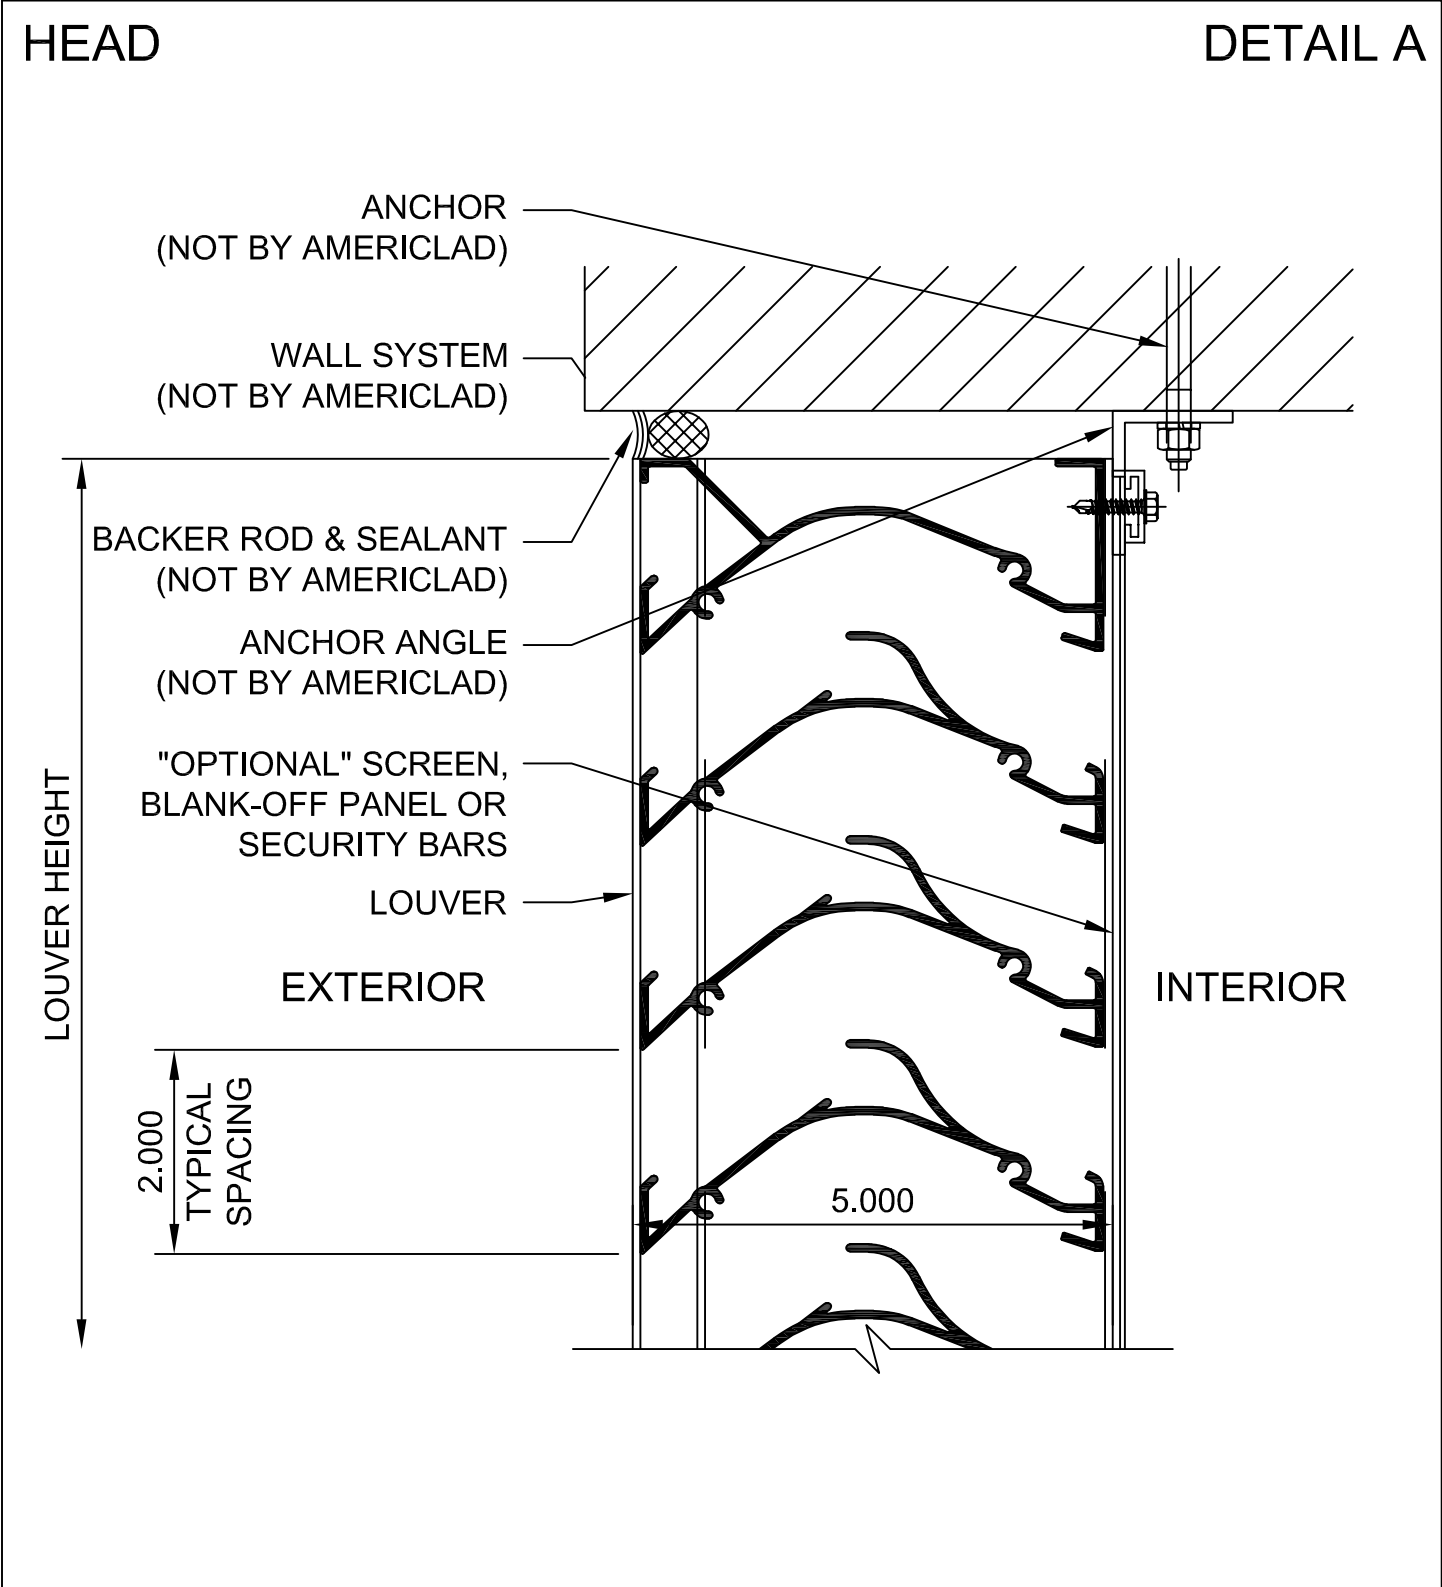 HEAD
DETAIL A
ANCHOR
(NOT BY AMERICLAD)
WALL SYSTEM
(NOT BY AMERICLAD)
BACKER ROD & SEALANT
(NOT BY AMERICLAD)
ANCHOR ANGLE
(NOT BY AMERICLAD)
"OPTIONAL" SCREEN,
BLANK-OFF PANEL OR
SECURITY BARS
LOUVER
LOUVER HEIGHT
EXTERIOR
INTERIOR
2.000
TYPICAL
SPACING
5.000